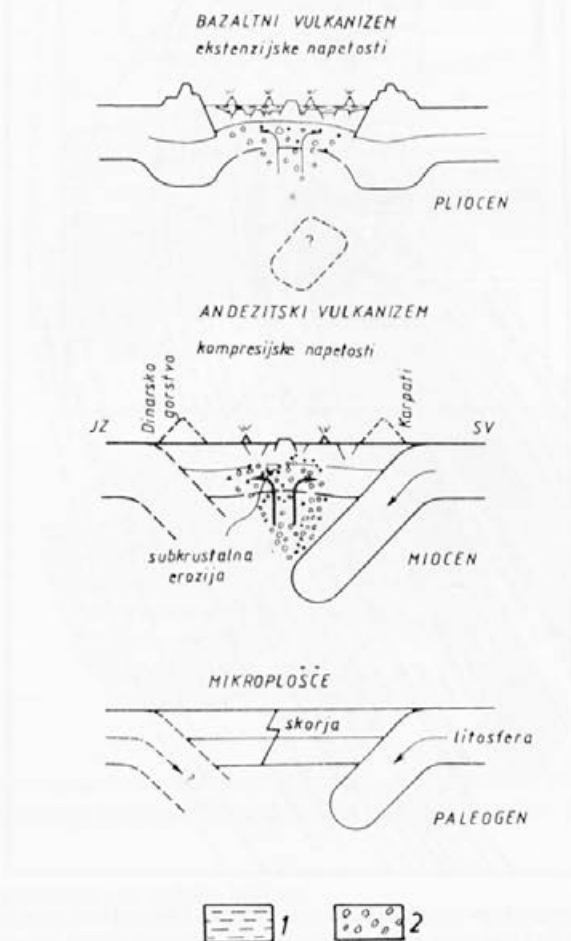 BAZALTNI VULKANIZEM
ekstenzijske napetosti
PLIOCEN
?
ANDEZITSKI VULKANIZEM
kompresijske napetosti
Dinarsko
gorstvo
Karpati
JZ
SV
subkrustalna
erozija
MIOCEN
MIKROPLOŠČE
skorja
litosfera
?
PALEOGEN
1
2